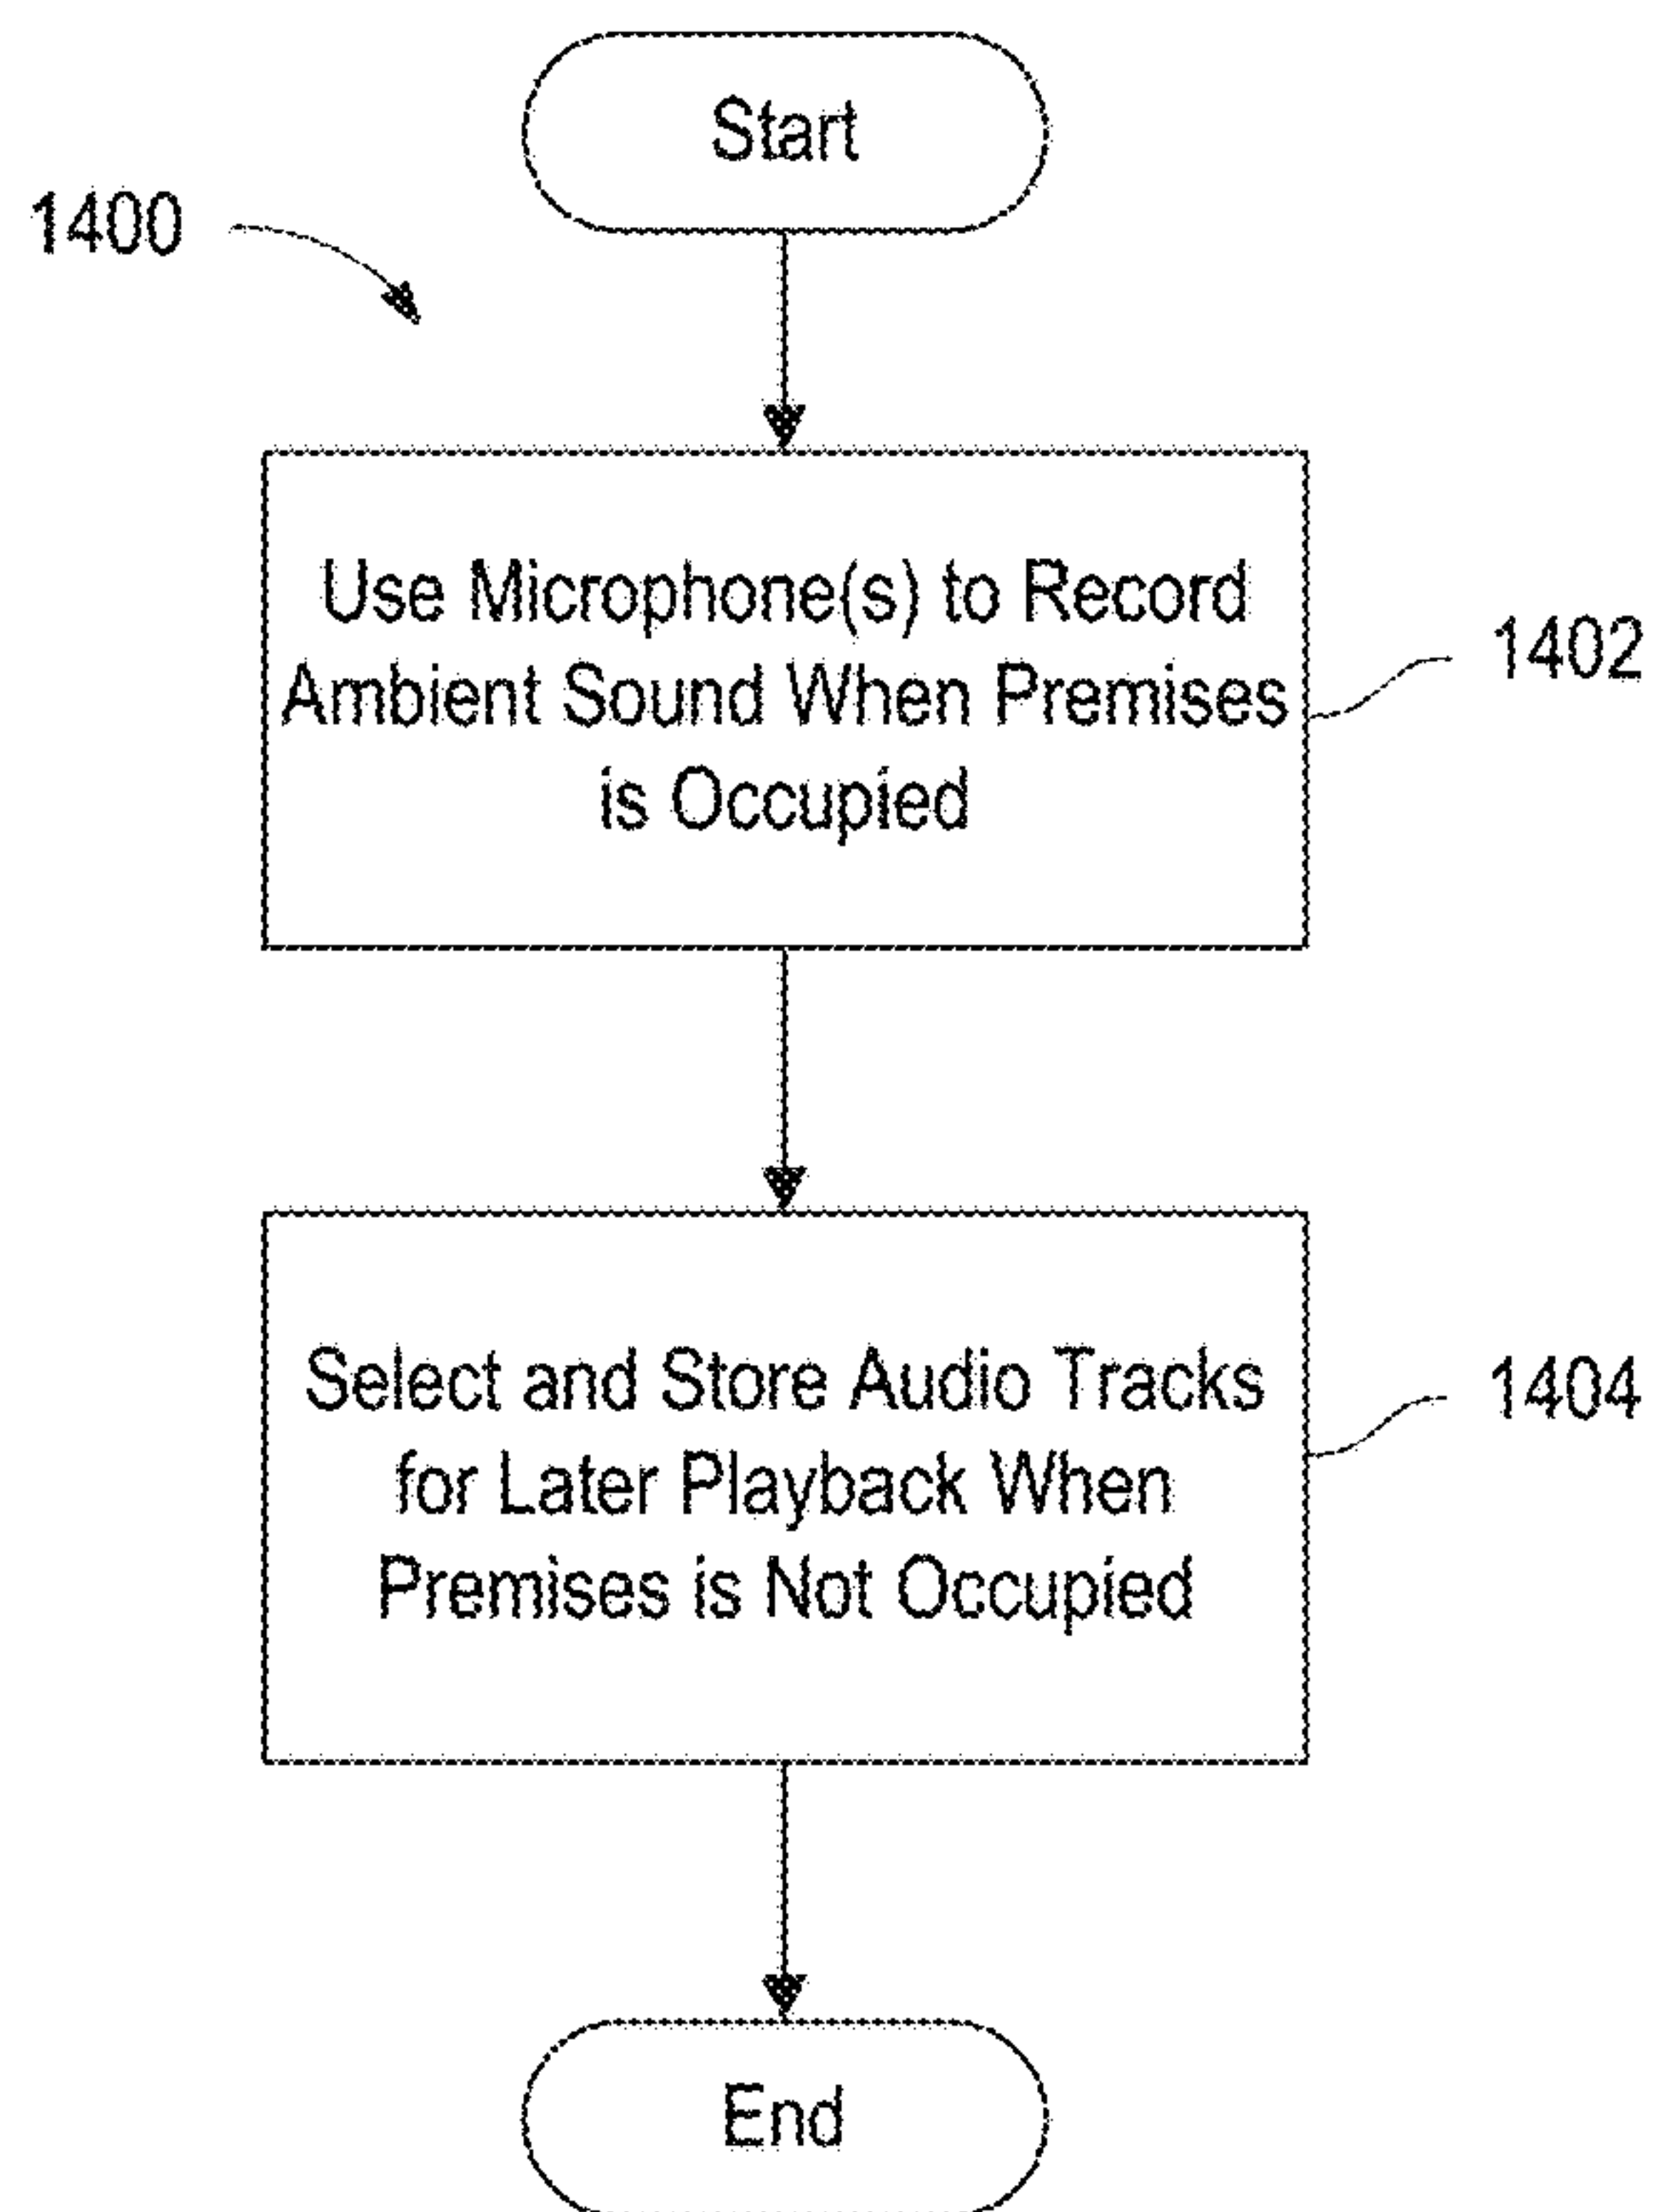 Start
1400
Use Microphone(s) to Record
Ambient Sound When Premises
is Occupied
1402
Select and Store Audio Tracks
for Later Playback When
Premises is Not Occupied
1404
End